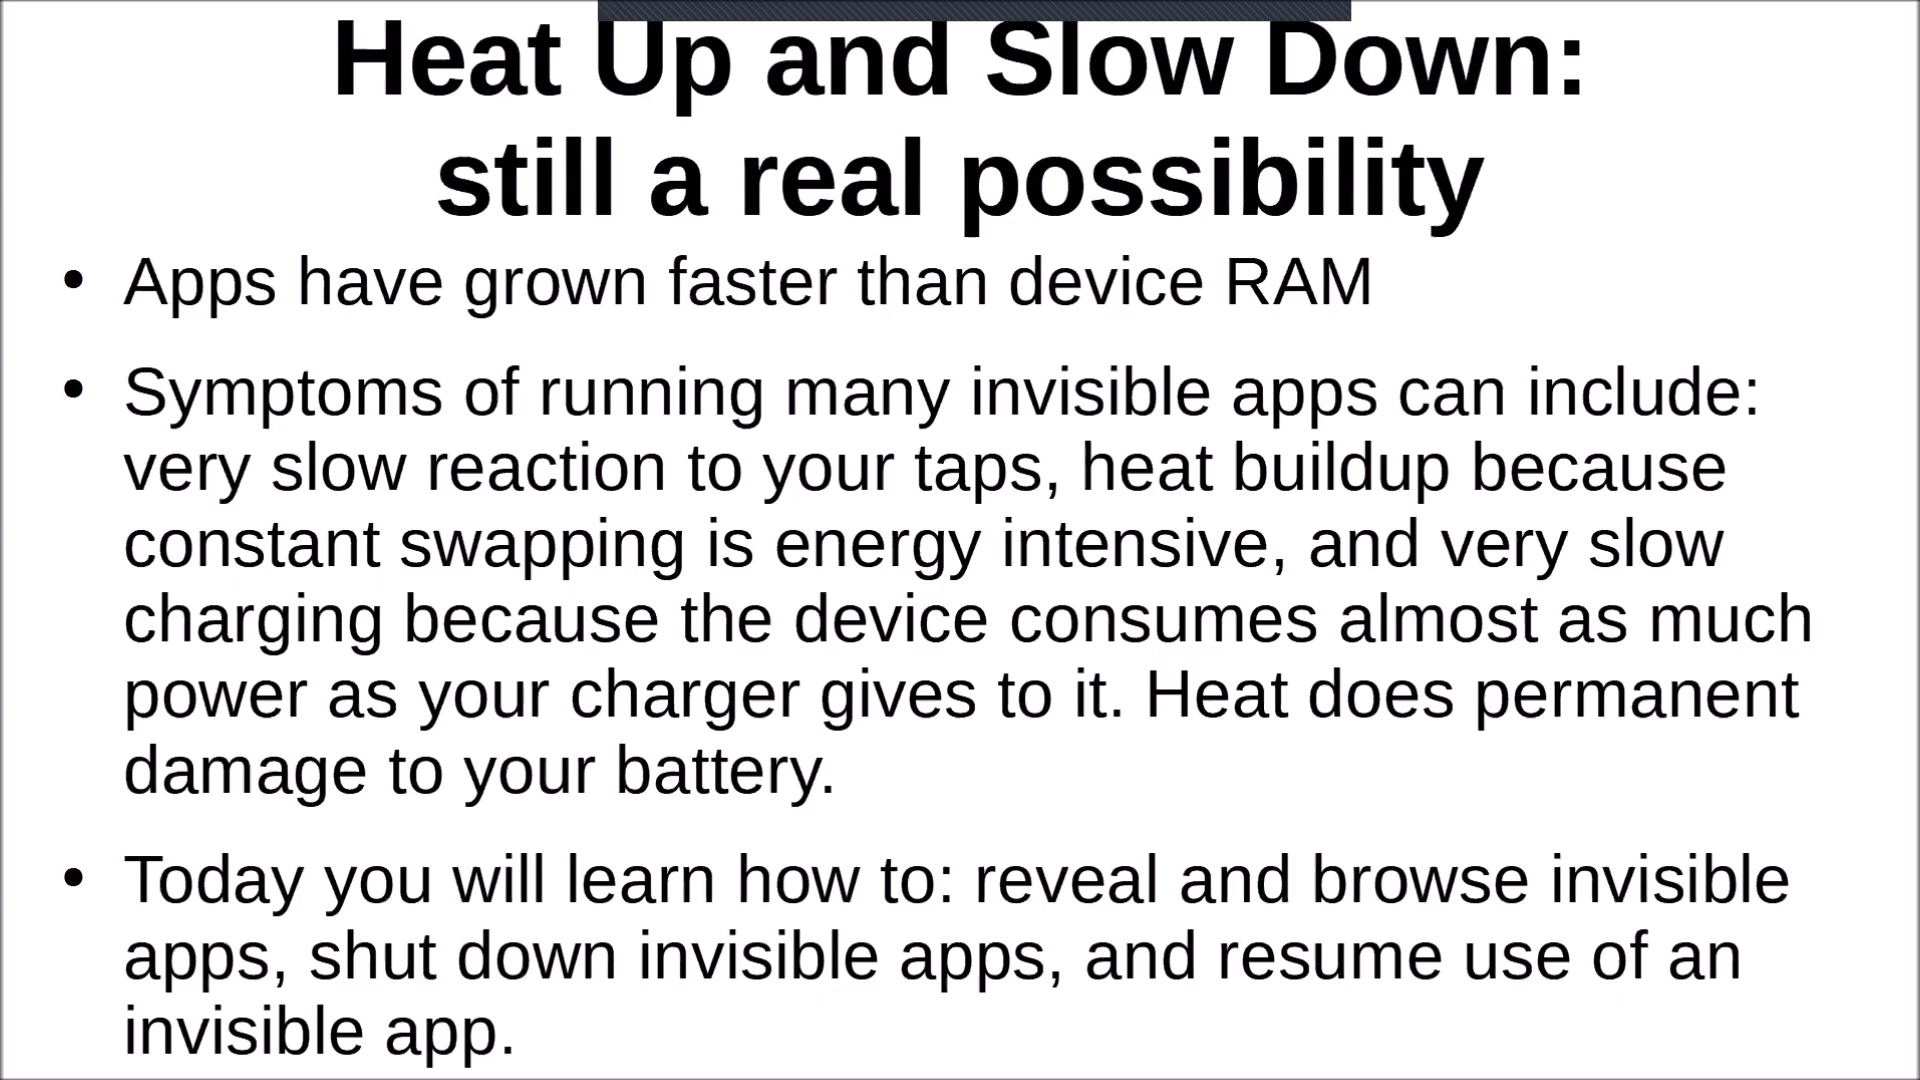 Heat Up and Slow Down:
still a real possibility
• Apps have grown faster than device RAM
• Symptoms of running many invisible apps can include:
very slow reaction to your taps, heat buildup because
constant swapping is energy intensive, and very slow
charging because the device consumes almost as much
power as your charger gives to it. Heat does permanent
damage to your battery.
• Today you will learn how to: reveal and browse invisible
apps, shut down invisible apps, and resume use of an
invisible app.